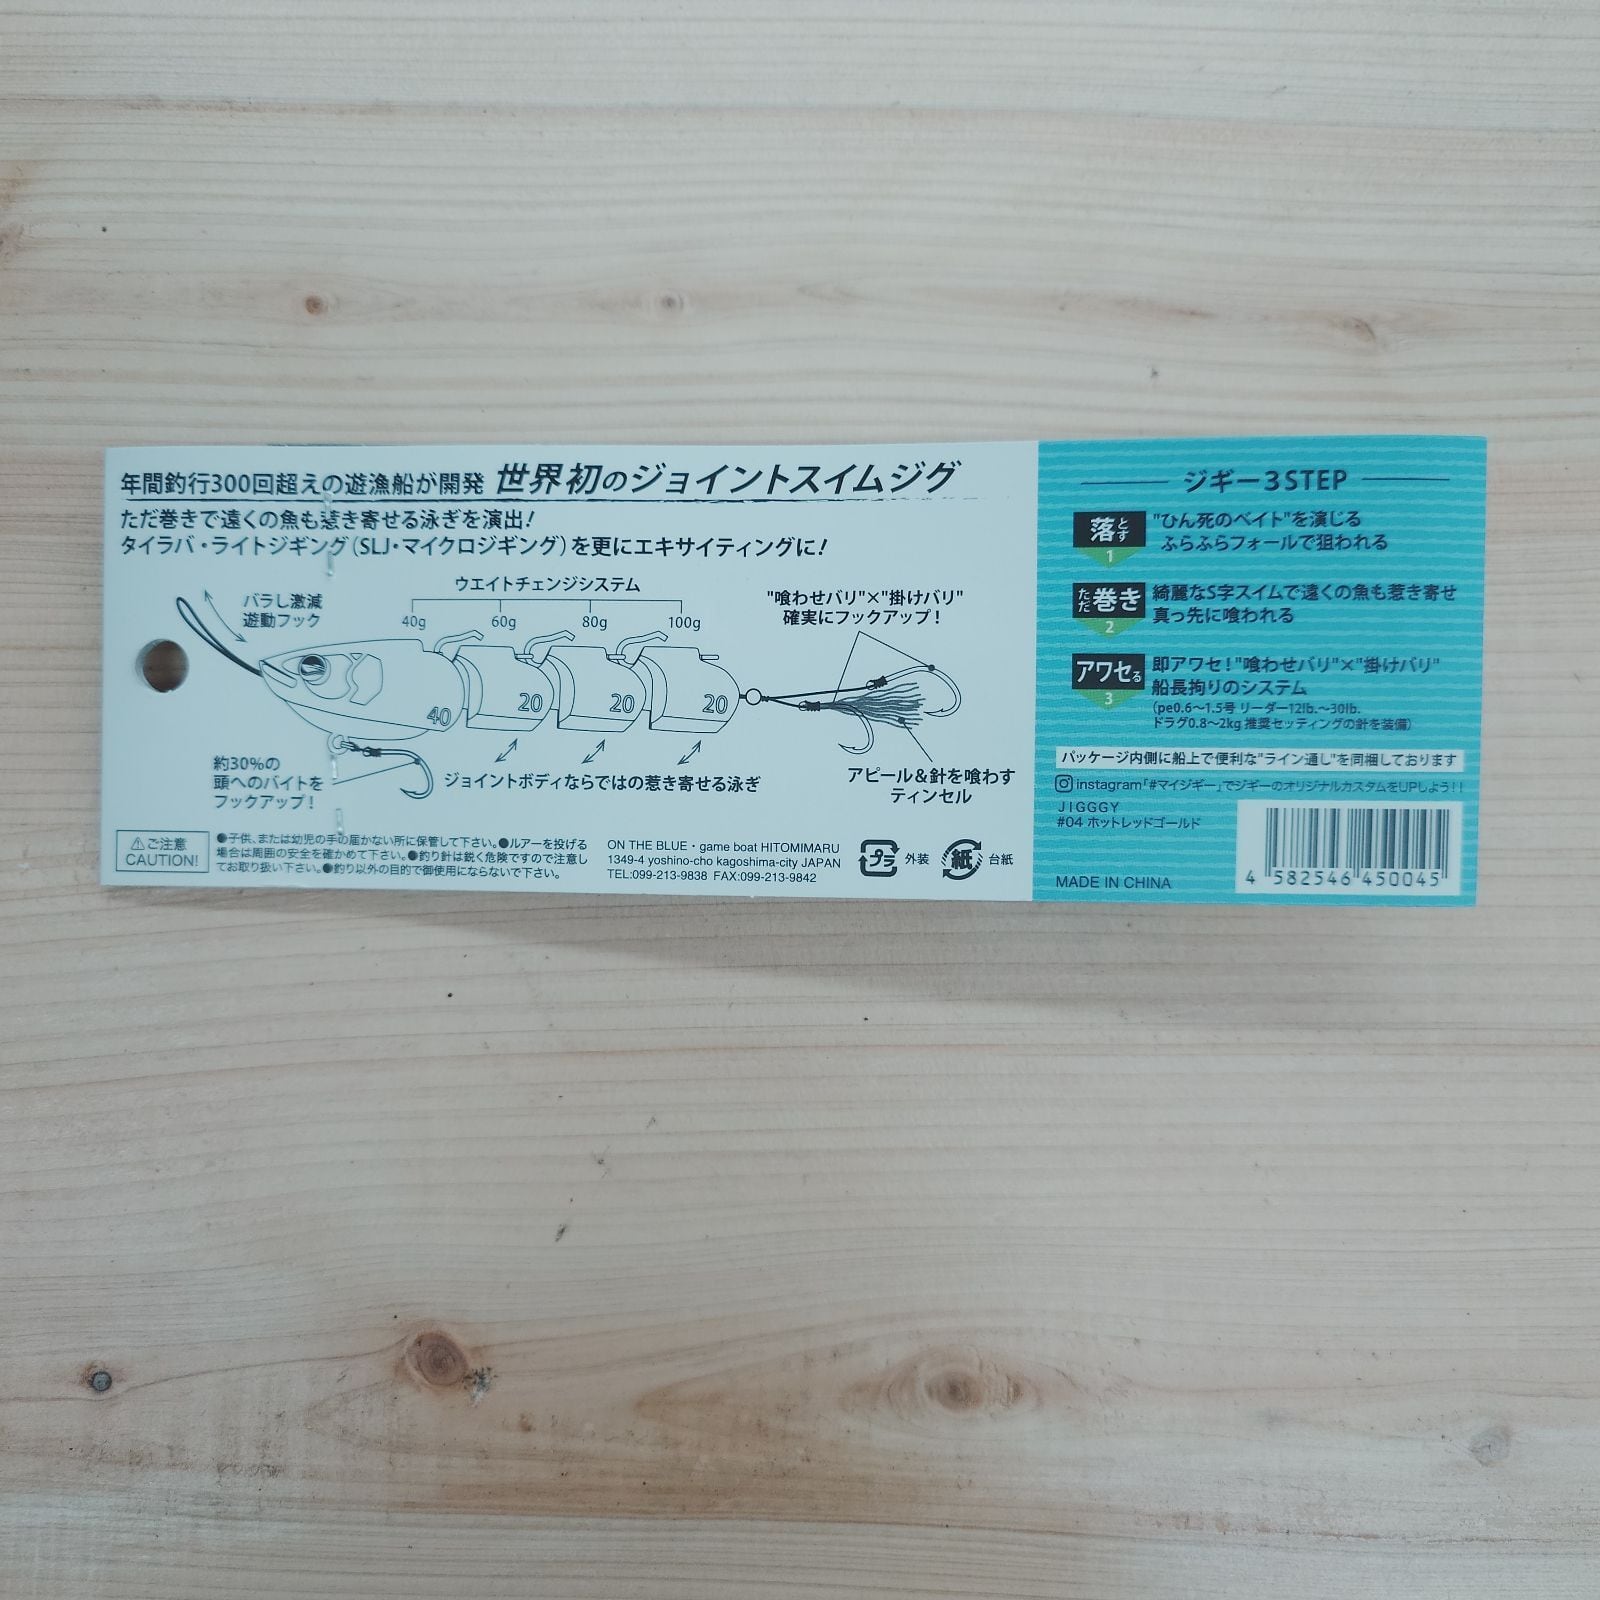 年間釣行300回超えの遊漁船が開発 世界初のジョイントスイムジグ
ただ巻きで遠くの魚も惹き寄せる泳ぎを演出!
タイラバ・ライトジギング(SLJ・マイクロジギング)を更にエキサイティングに!
バラし激減
遊動フック
ウエイトチェンジシステム
40g 60g 80g 100g
"喰わせバリ"×"掛けバリ"
確実にフックアップ!
40 20 20 20
約30%の
頭へのバイトを
フックアップ!
ジョイントボディならではの惹き寄せる泳ぎ
アピール&針を喰わす
ティンセル
⚠ご注意
CAUTION!
●子供、または幼児の手の届かない所に保管して下さい。●ルアーを投げる
場合は周囲の安全を確かめて下さい。●釣り針は鋭く危険ですので注意し
てお取り扱い下さい。●釣り以外の目的で御使用にならないで下さい。
ON THE BLUE・game boat HITOMIMARU
1349-4 yoshino-cho kagoshima-city JAPAN
TEL:099-213-9838 FAX:099-213-9842
プラ 外装
紙 台紙
ジギー3STEP
落とす
1
"ひん死のベイト"を演じる
ふらふらフォールで狙われる
ただ巻き
2
綺麗なS字スイムで遠くの魚も惹き寄せ
真っ先に喰われる
アワセる
3
即アワセ!"喰わせバリ"×"掛けバリ"
船長拘りのシステム
(pe0.6〜1.5号 リーダー12lb.〜30lb.
ドラグ0.8〜2kg 推奨セッティングの針を装備)
パッケージ内側に船上で便利な"ライン通し"を同梱しております
instagram「#マイジギー」でジギーのオリジナルカスタムをUPしよう!!
JIGGGY
#04 ホットレッドゴールド
MADE IN CHINA
4 582546 450045